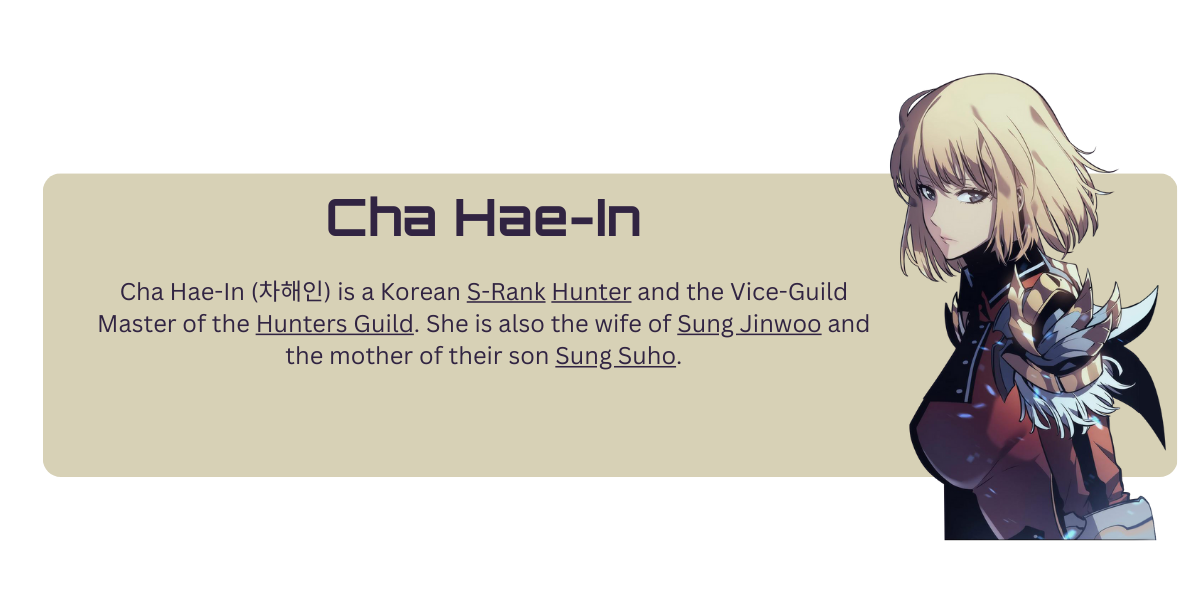 Cha Hae-In
Cha Hae-In (차해인) is a Korean S-Rank Hunter and the Vice-Guild
Master of the Hunters Guild. She is also the wife of Sung Jinwoo and
the mother of their son Sung Suho.